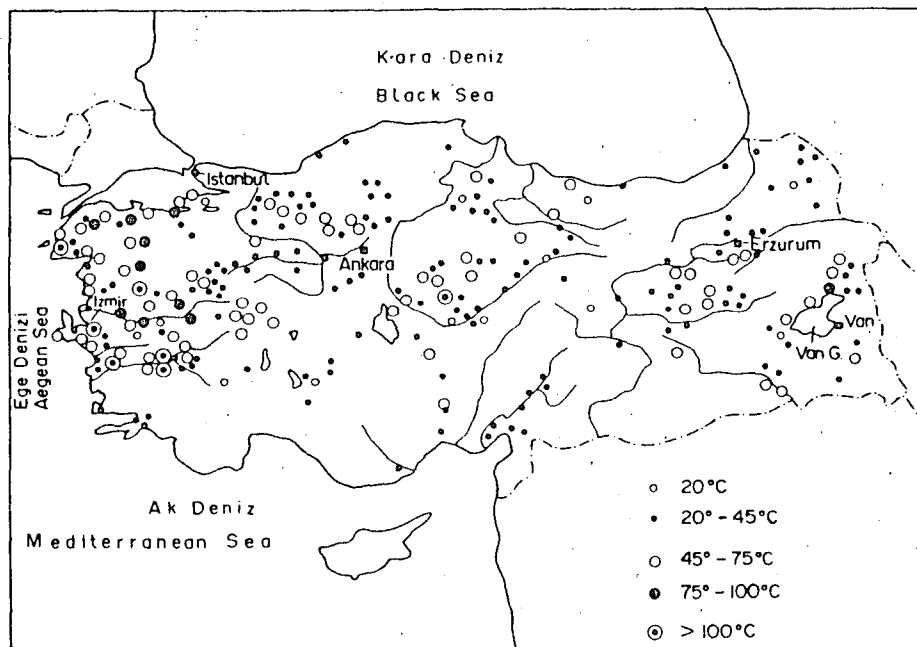 Kara Deniz
Black Sea
Istanbul
Ankara
Erzurum
Izmir
Van
Van G.
Ege Denizi
Aegean Sea
Ak Deniz
Mediterranean Sea
20°C
20° - 45°C
45° - 75°C
75° - 100°C
> 100°C